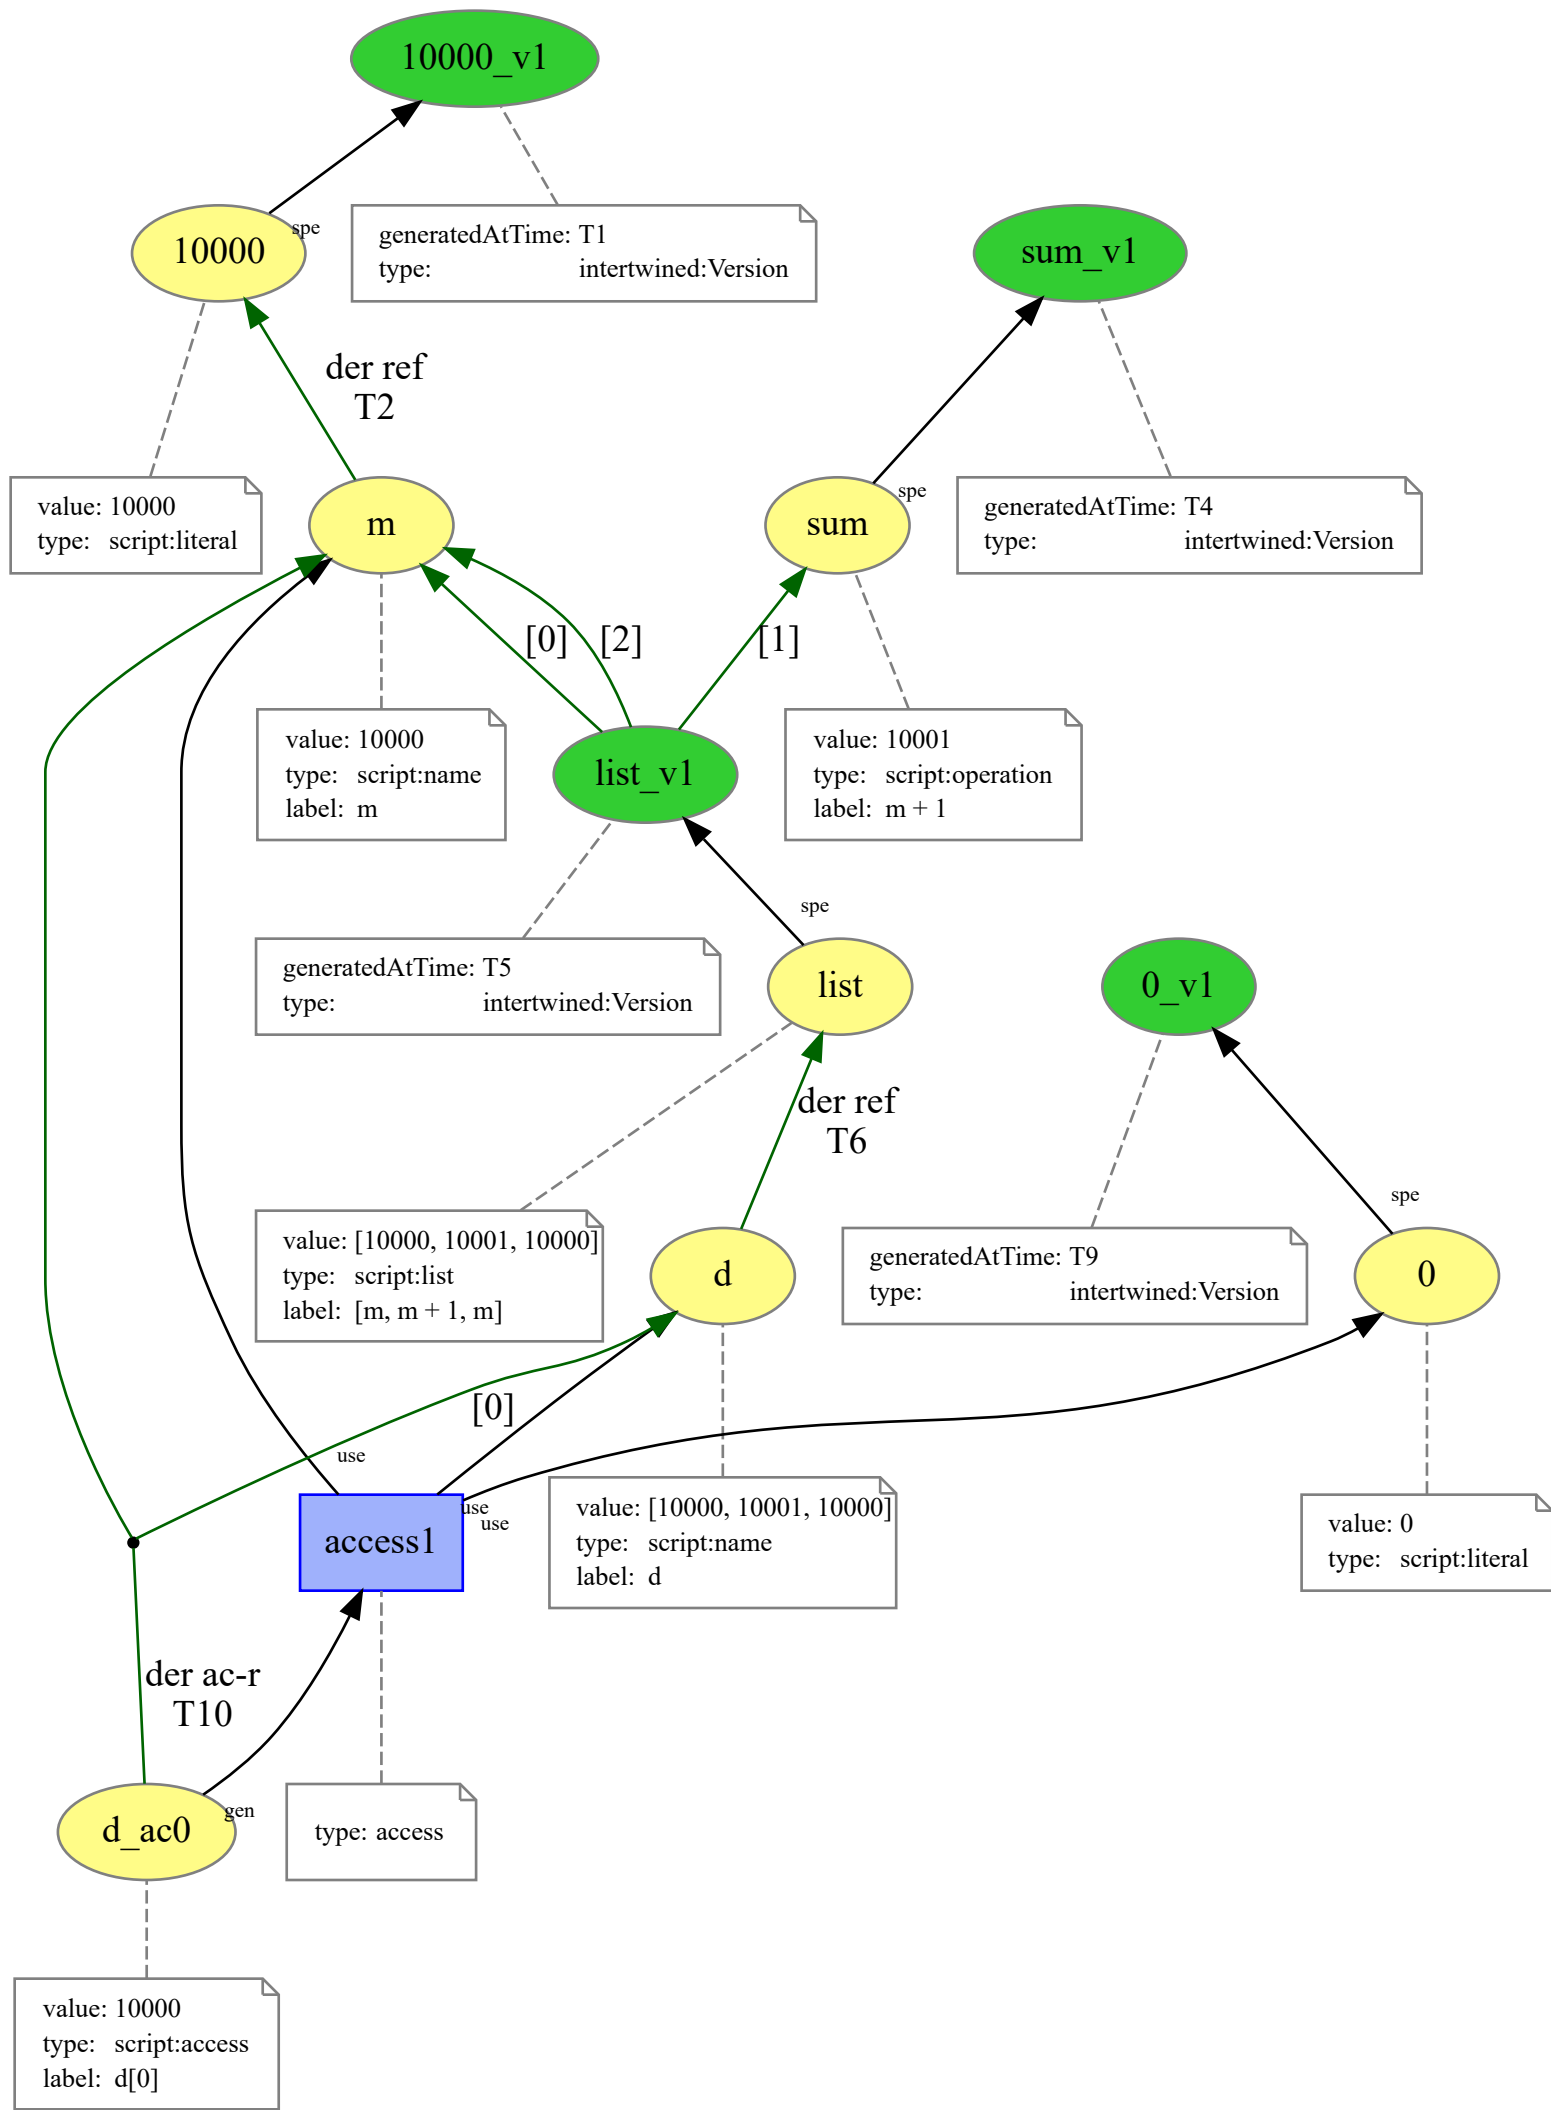 10000_v1
spe
10000
generatedAtTime: T1
type: intertwined:Version
sum_v1
der ref
T2
value: 10000
type: script:literal
m
sum
spe
generatedAtTime: T4
type: intertwined:Version
[0]
[2]
[1]
value: 10000
type: script:name
label: m
list_v1
value: 10001
type: script:operation
label: m + 1
spe
generatedAtTime: T5
type: intertwined:Version
list
0_v1
der ref
T6
spe
value: [10000, 10001, 10000]
type: script:list
label: [m, m + 1, m]
d
generatedAtTime: T9
type: intertwined:Version
0
[0]
use
use
use
access1
value: [10000, 10001, 10000]
type: script:name
label: d
value: 0
type: script:literal
der ac-r
T10
gen
d_ac0
type: access
value: 10000
type: script:access
label: d[0]